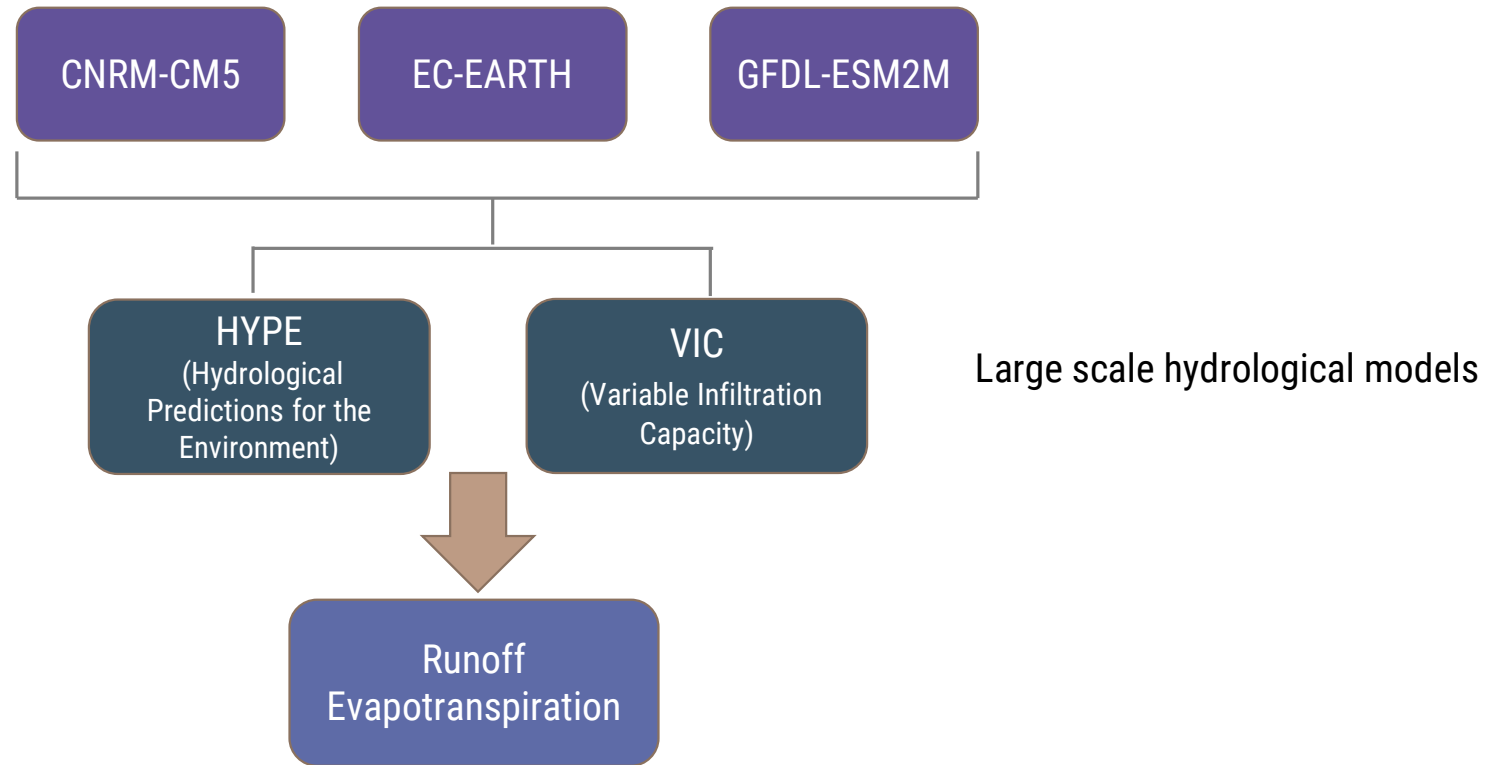 CNRM-CM5
EC-EARTH
GFDL-ESM2M
HYPE
(Hydrological
Predictions for the
Environment)
VIC
(Variable Infiltration
Capacity)
Large scale hydrological models
Runoff
Evapotranspiration